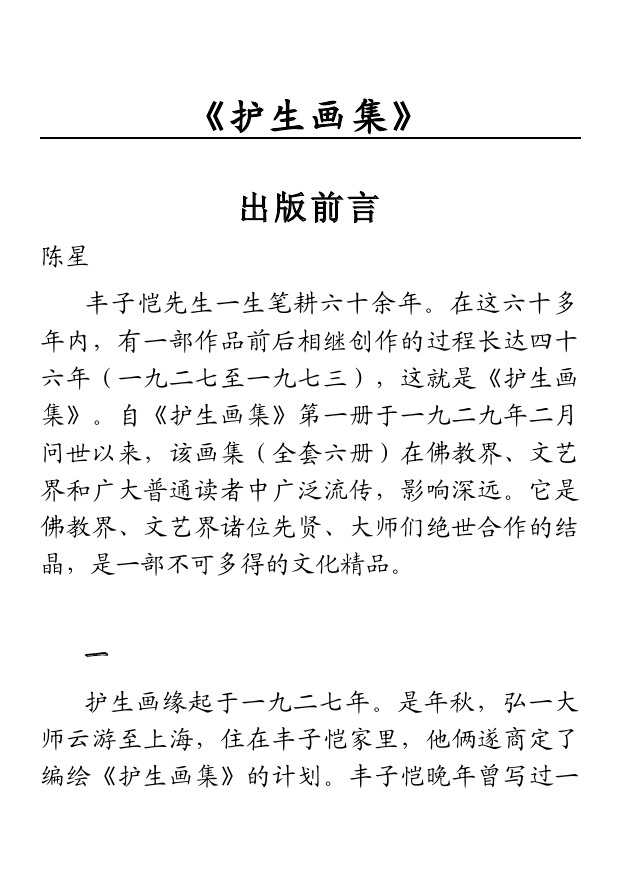 《护生画集》
出版前言
陈星
丰子恺先生一生笔耕六十余年。在这六十多
年内，有一部作品前后相继创作的过程长达四十
六年（一九二七至一九七三），这就是《护生画
集》。自《护生画集》第一册于一九二九年二月
问世以来，该画集（全套六册）在佛教界、文艺
界和广大普通读者中广泛流传，影响深远。它是
佛教界、文艺界诸位先贤、大师们绝世合作的结
晶，是一部不可多得的文化精品。
一
护生画缘起于一九二七年。是年秋，弘一大
师云游至上海，住在丰子恺家里，他俩遂商定了
编绘《护生画集》的计划。丰子恺晚年曾写过一